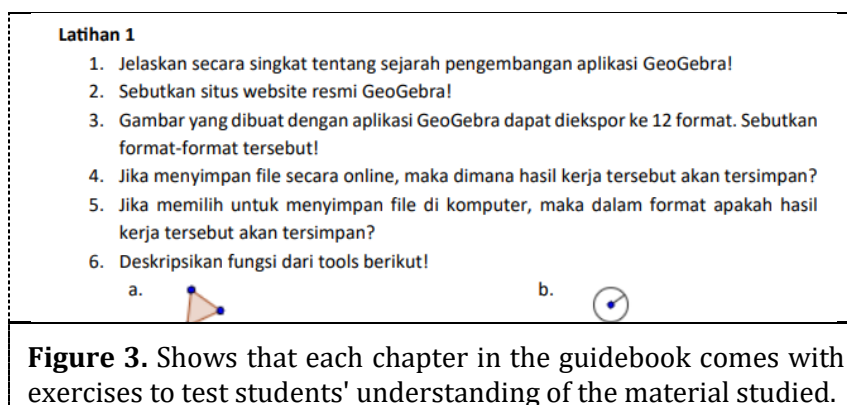 Latihan 1
1. Jelaskan secara singkat tentang sejarah pengembangan aplikasi GeoGebra!
2. Sebutkan situs website resmi GeoGebra!
3. Gambar yang dibuat dengan aplikasi GeoGebra dapat diekspor ke 12 format. Sebutkan
format-format tersebut!
4. Jika menyimpan file secara online, maka dimana hasil kerja tersebut akan tersimpan?
5. Jika memilih untuk menyimpan file di komputer, maka dalam format apakah hasil
kerja tersebut akan tersimpan?
6. Deskripsikan fungsi dari tools berikut!
a. b.
Figure 3. Shows that each chapter in the guidebook comes with
exercises to test students' understanding of the material studied.